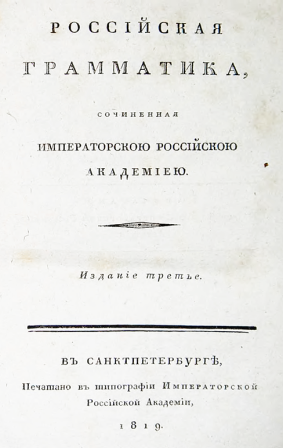 РОССІЙСКАЯ
ГРАММАТИКА,
СОЧИНЕННАЯ
ИМПЕРАТОРСКОЮ РОССІЙСКОЮ
АКАДЕМІЕЮ.
Изданіе третье.
ВЪ САНКТПЕТЕРБУРГѢ,
Печатано въ типографіи Императорской
Россійской Академіи,
1819.